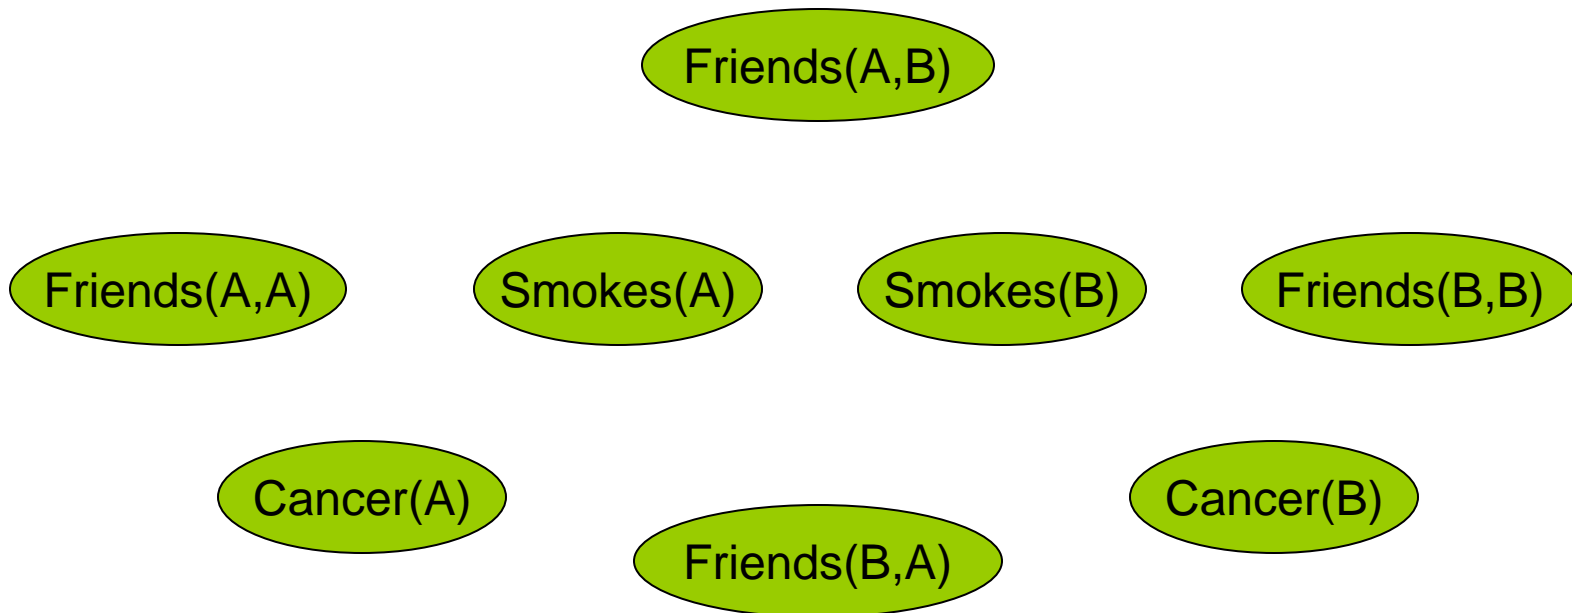 Friends(A,B)
Friends(A,A)
Smokes(A)
Smokes(B)
Friends(B,B)
Cancer(A)
Cancer(B)
Friends(B,A)